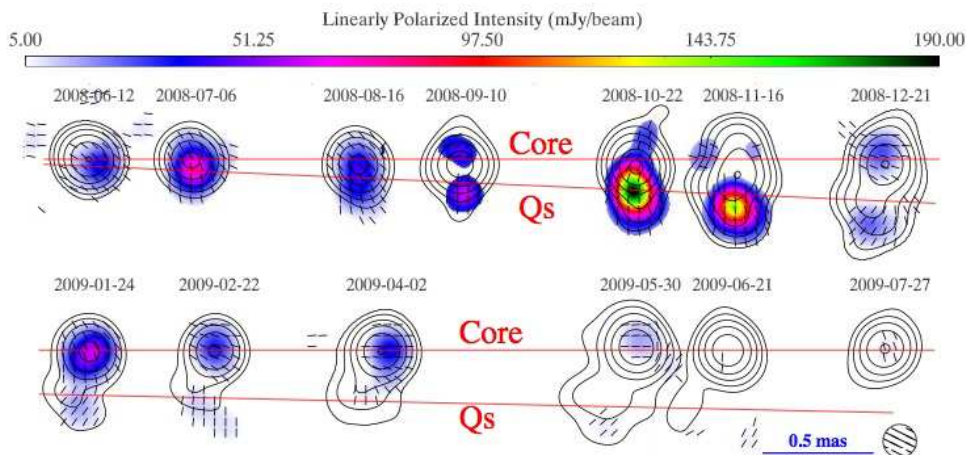 Linearly Polarized Intensity (mJy/beam)
5.00 51.25 97.50 143.75 190.00
2008-06-12 2008-07-06 2008-08-16 2008-09-10 2008-10-22 2008-11-16 2008-12-21
Core
Qs
2009-01-24 2009-02-22 2009-04-02 2009-05-30 2009-06-21 2009-07-27
Core
Qs
0.5 mas